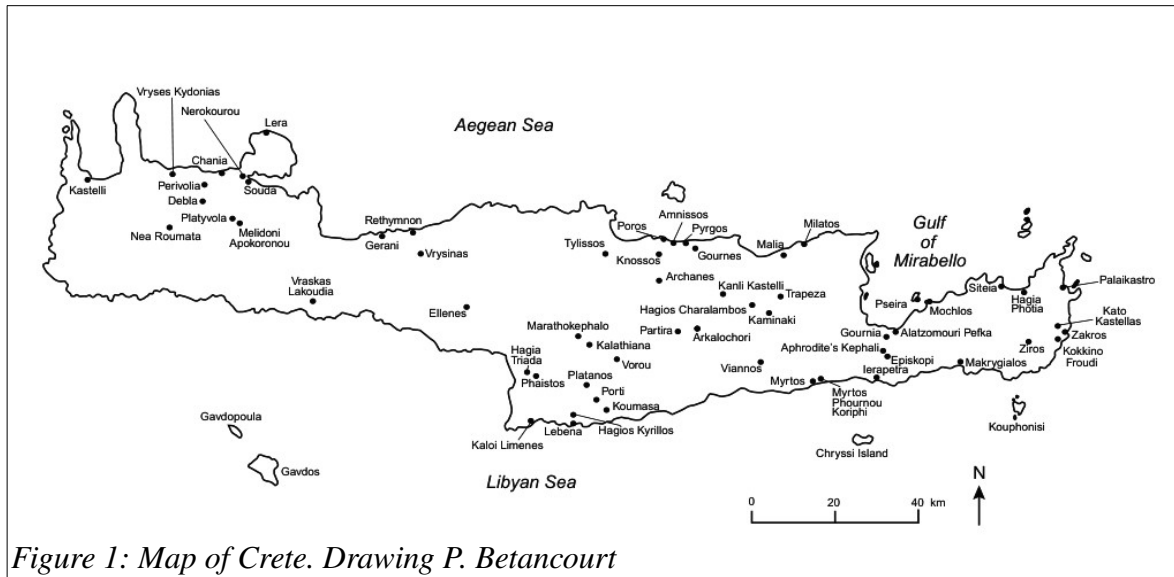 Vryses Kydonias
Nerokourou
Lera
Aegean Sea
Chania
Kastelli
Perivolia
Souda
Debla
Platyvola
Melidoni
Apokoronou
Nea Roumata
Rethymnon
Gerani
Vrysinas
Vraskas
Lakoudia
Ellenes
Tylissos
Poros
Amnissos
Pyrgos
Knossos
Gournes
Malia
Milatos
Gulf
of
Mirabello
Archanes
Kanli Kastelli
Trapeza
Hagios Charalambos
Kaminaki
Pseira
Mochlos
Siteia
Hagia
Photia
Palaikastro
Kato
Kastellas
Zakros
Ziros
Kokkino
Froudi
Marathokephalo
Partira
Arkalochori
Kalathiana
Gournia
Alatzomouri Pefka
Aphrodite's Kephali
Episkopi
Hagia
Triada
Vorou
Phaistos
Platanos
Viannos
Ierapetra
Makrygialos
Porti
Koumasa
Myrtos
Myrtos
Phournou
Koriphi
Lebena
Hagios Kyrillos
Kaloi Limenes
Kouphonisi
Gavdopoula
Gavdos
Chryssi Island
Libyan Sea
N
0 20 40 km
Figure 1: Map of Crete. Drawing P. Betancourt